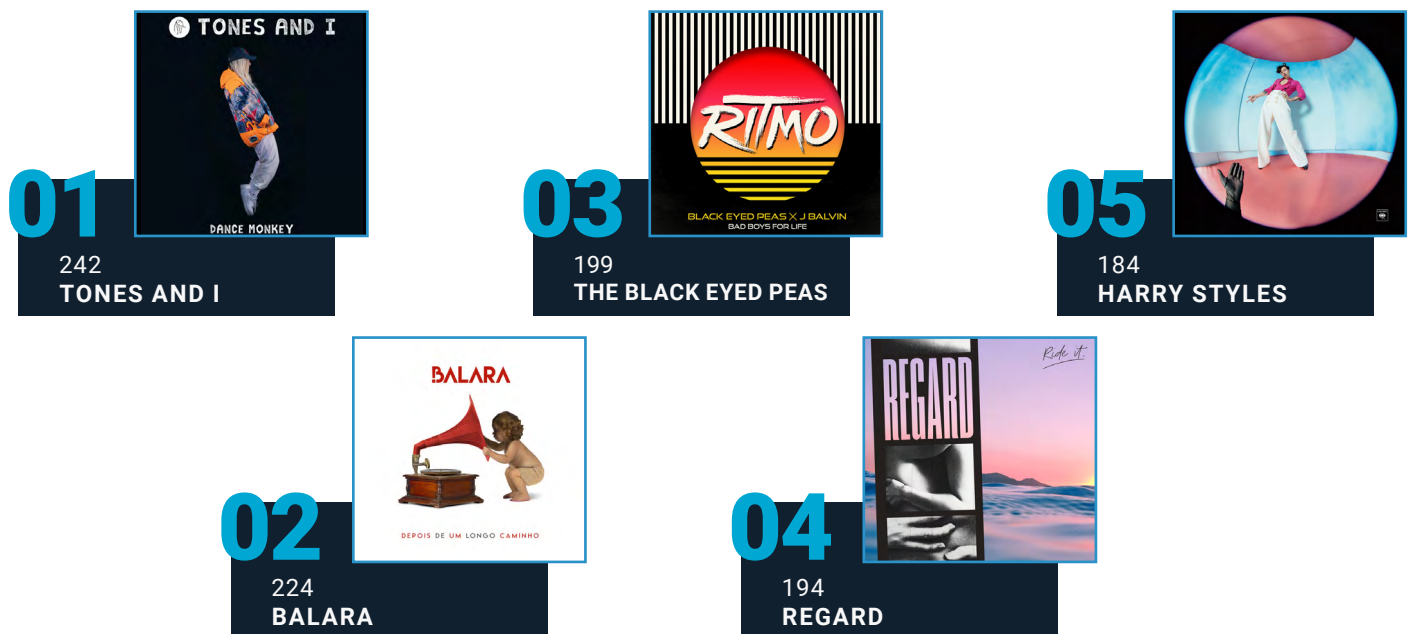 TONES AND I
DANCE MONKEY
01
242
TONES AND I
RITMO
BLACK EYED PEAS X J BALVIN
BAD BOYS FOR LIFE
03
199
THE BLACK EYED PEAS
05
184
HARRY STYLES
BALARA
DEPOIS DE UM LONGO CAMINHO
02
224
BALARA
REGARD
Ride it.
04
194
REGARD